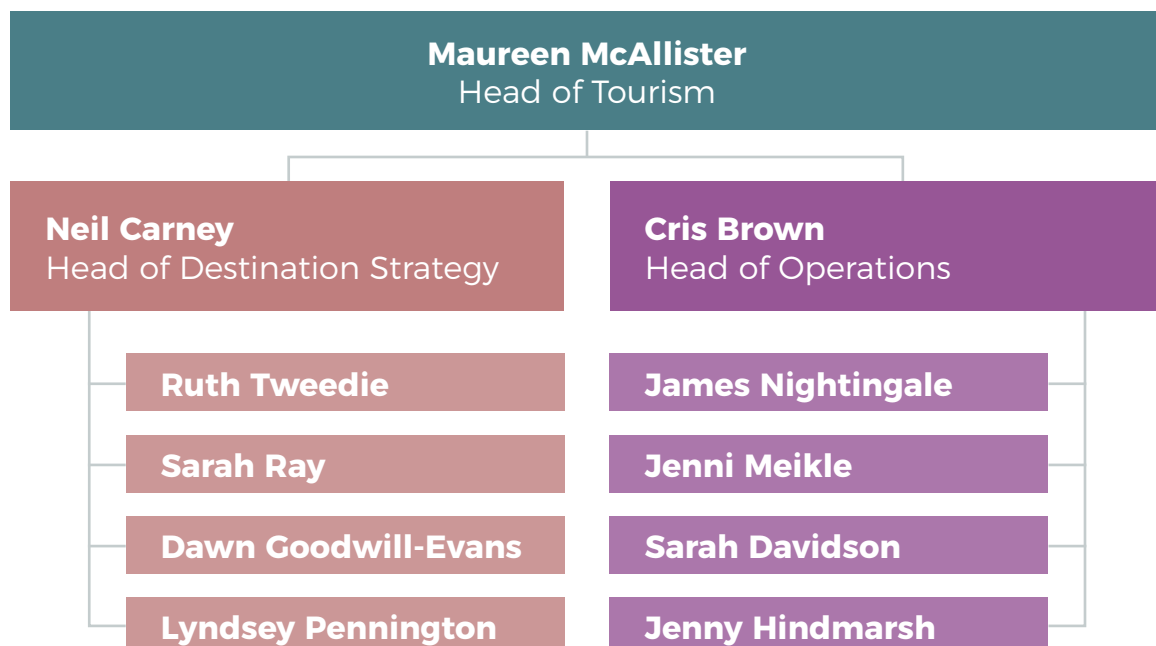 Maureen McAllister
Head of Tourism
Neil Carney
Head of Destination Strategy
Ruth Tweedie
Sarah Ray
Dawn Goodwill-Evans
Lyndsey Pennington
Cris Brown
Head of Operations
James Nightingale
Jenni Meikle
Sarah Davidson
Jenny Hindmarsh